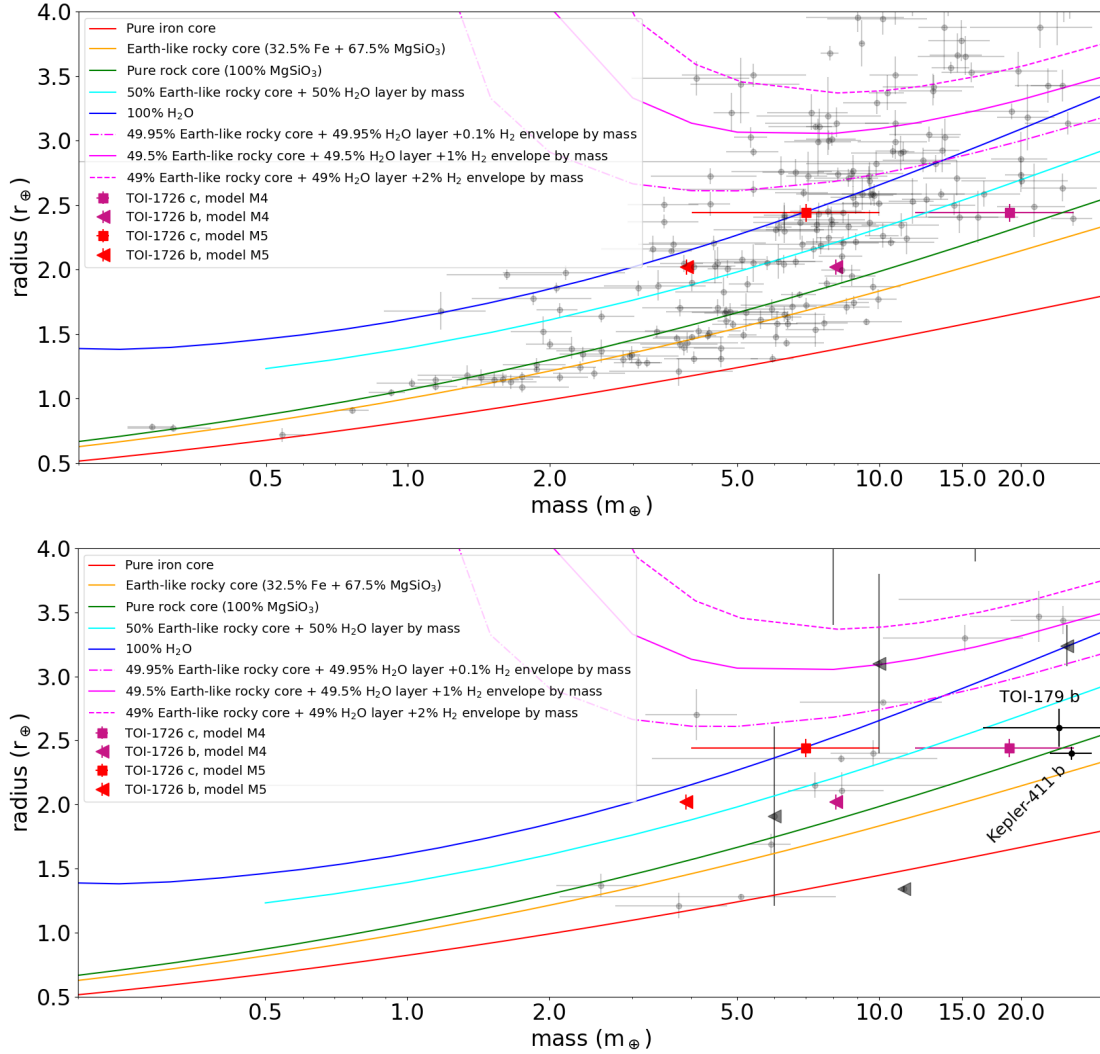 4.0
3.5
3.0
2.5
2.0
1.5
1.0
0.5
radius (r⊕)
Pure iron core
Earth-like rocky core (32.5% Fe + 67.5% MgSiO₃)
Pure rock core (100% MgSiO₃)
50% Earth-like rocky core + 50% H₂O layer by mass
100% H₂O
49.95% Earth-like rocky core + 49.95% H₂O layer +0.1% H₂ envelope by mass
49.5% Earth-like rocky core + 49.5% H₂O layer +1% H₂ envelope by mass
49% Earth-like rocky core + 49% H₂O layer +2% H₂ envelope by mass
TOI-1726 c, model M4
TOI-1726 b, model M4
TOI-1726 c, model M5
TOI-1726 b, model M5
0.5 1.0 2.0 5.0 10.0 15.0 20.0
mass (m⊕)
4.0
3.5
3.0
2.5
2.0
1.5
1.0
0.5
radius (r⊕)
Pure iron core
Earth-like rocky core (32.5% Fe + 67.5% MgSiO₃)
Pure rock core (100% MgSiO₃)
50% Earth-like rocky core + 50% H₂O layer by mass
100% H₂O
49.95% Earth-like rocky core + 49.95% H₂O layer +0.1% H₂ envelope by mass
49.5% Earth-like rocky core + 49.5% H₂O layer +1% H₂ envelope by mass
49% Earth-like rocky core + 49% H₂O layer +2% H₂ envelope by mass
TOI-1726 c, model M4
TOI-1726 b, model M4
TOI-1726 c, model M5
TOI-1726 b, model M5
TOI-179 b
Kepler-411 b
0.5 1.0 2.0 5.0 10.0 15.0 20.0
mass (m⊕)